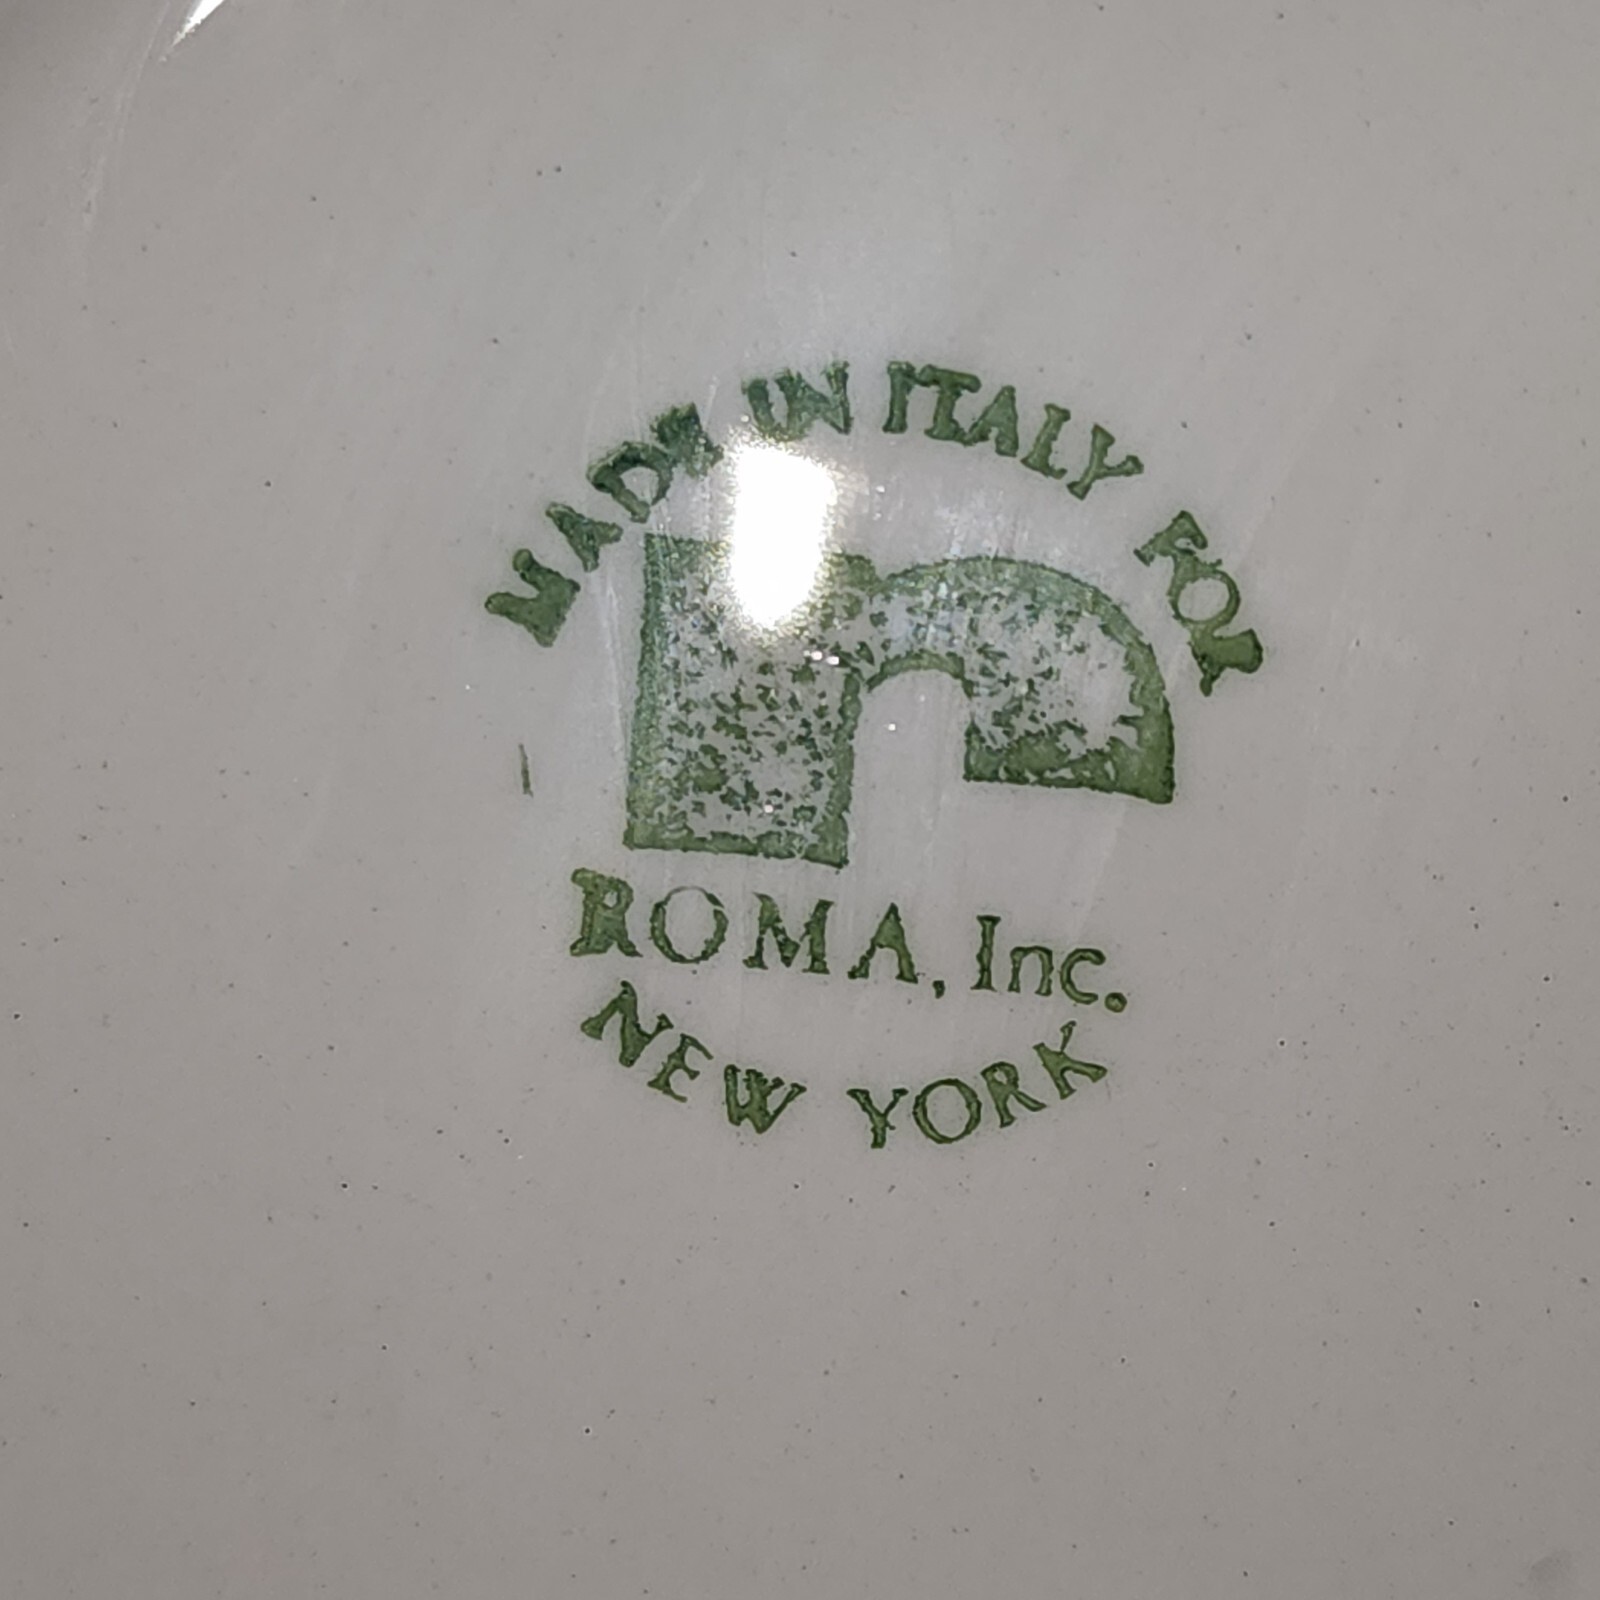 MADE IN ITALY FOR
r
ROMA, Inc.
NEW YORK